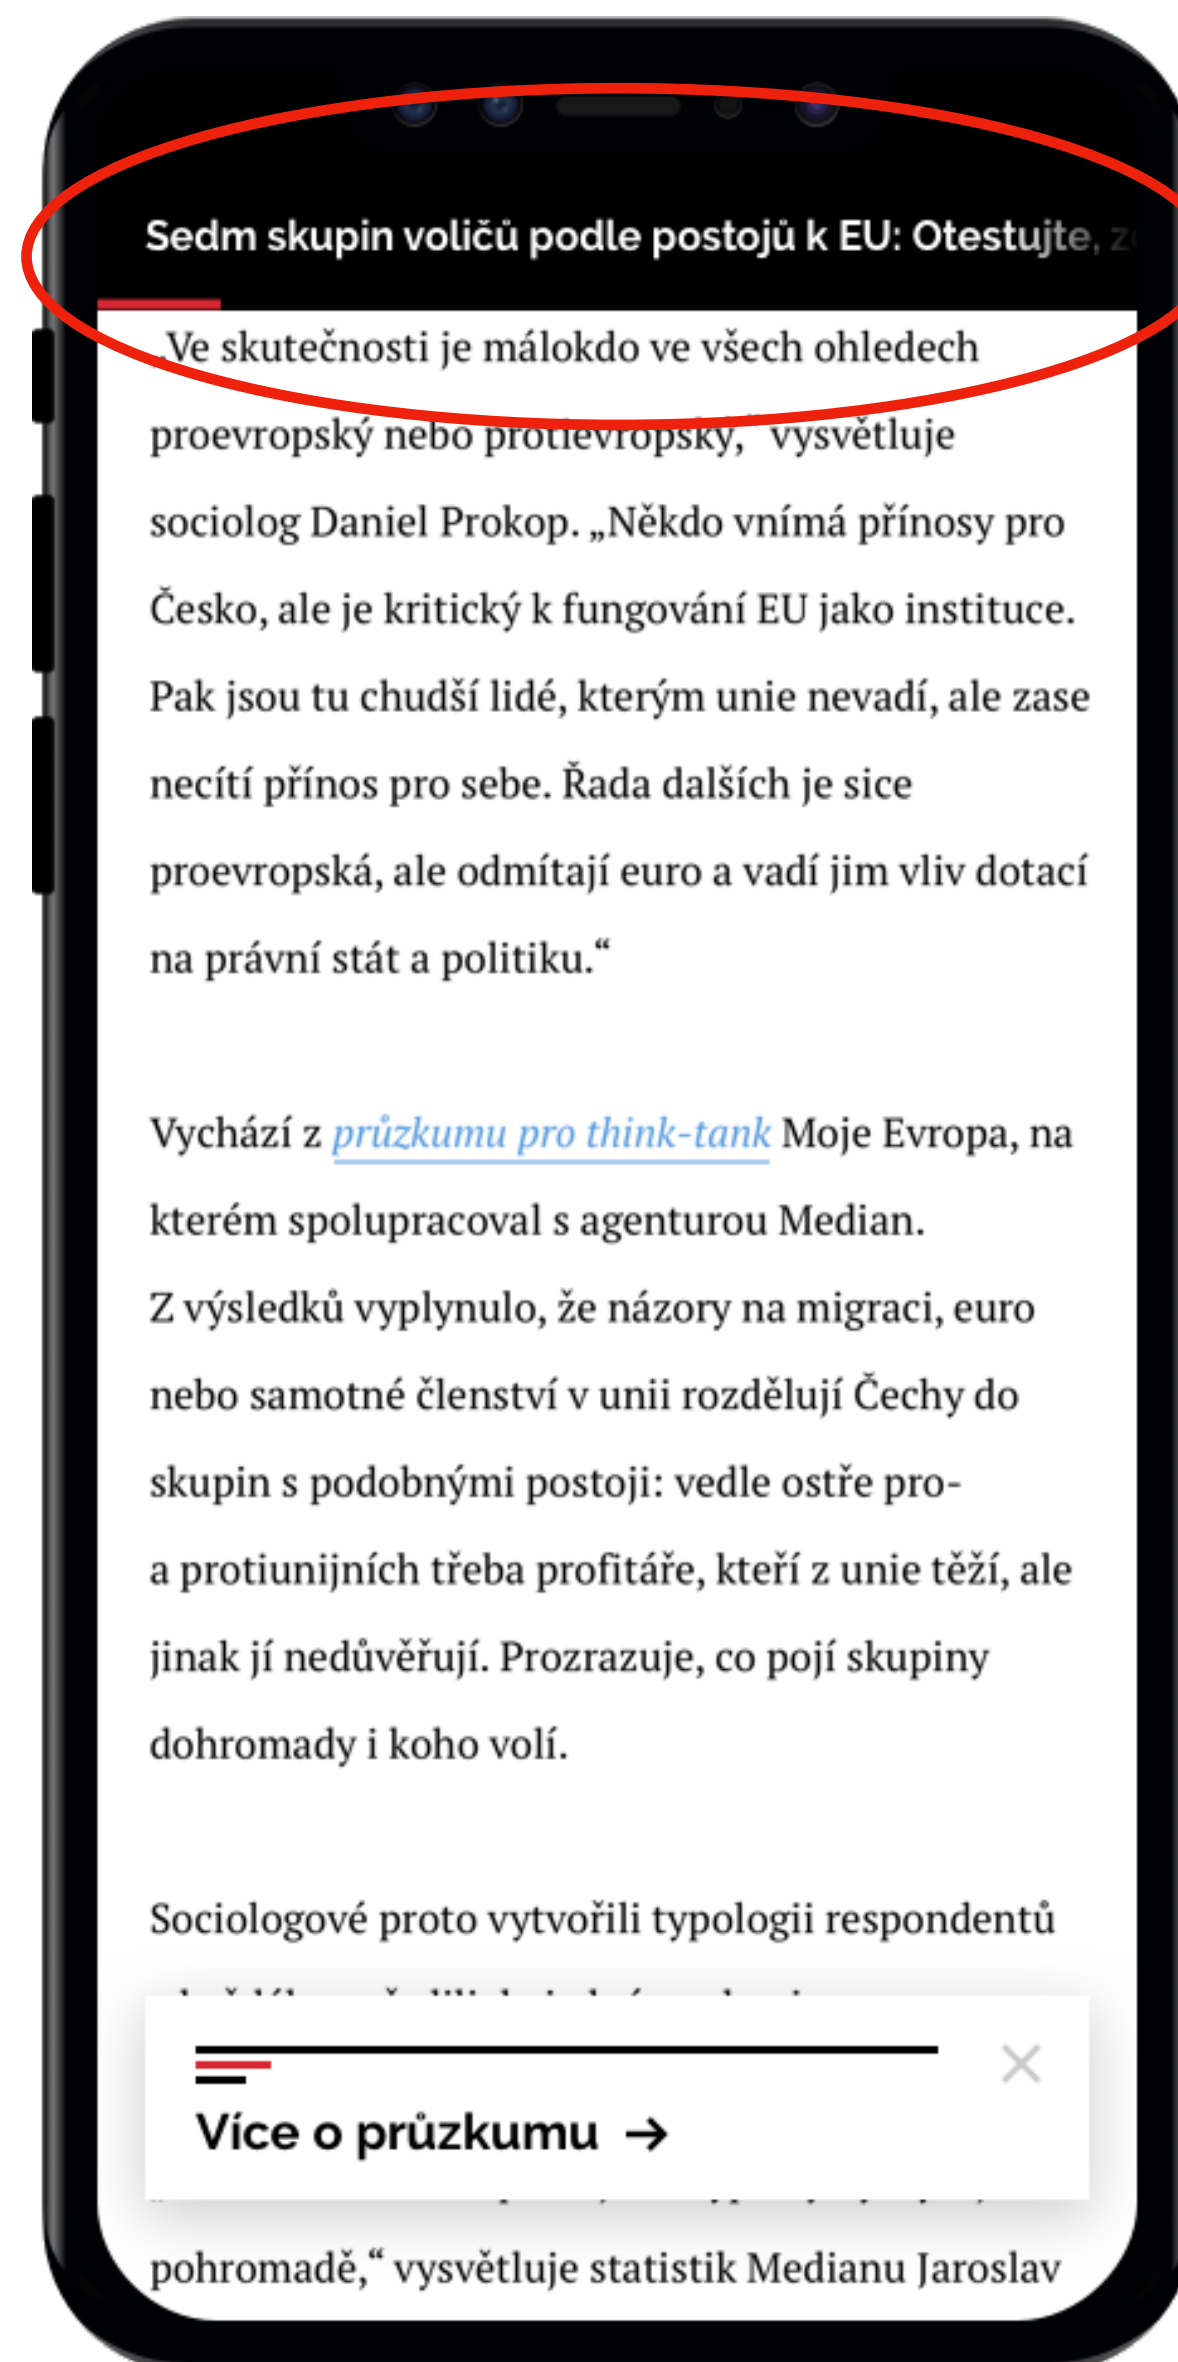 Sedm skupin voličů podle postojů k EU: Otestujte,
„Ve skutečnosti je málokdo ve všech ohledech
proevropský nebo protievropský,“ vysvětluje
sociolog Daniel Prokop. „Někdo vnímá přínosy pro
Česko, ale je kritický k fungování EU jako instituce.
Pak jsou tu chudší lidé, kterým unie nevadí, ale zase
necítí přínos pro sebe. Řada dalších je sice
proevropská, ale odmítají euro a vadí jim vliv dotací
na právní stát a politiku.“
Vychází z průzkumu pro think-tank Moje Evropa, na
kterém spolupracoval s agenturou Median.
Z výsledků vyplynulo, že názory na migraci, euro
nebo samotné členství v unii rozdělují Čechy do
skupin s podobnými postoji: vedle ostře pro-
a protiunijních třeba profitáře, kteří z unie těží, ale
jinak jí nedůvěřují. Prozrazuje, co pojí skupiny
dohromady i koho volí.
Sociologové proto vytvořili typologii respondentů
Více o průzkumu →
pohromadě,“ vysvětluje statistik Medianu Jaroslav